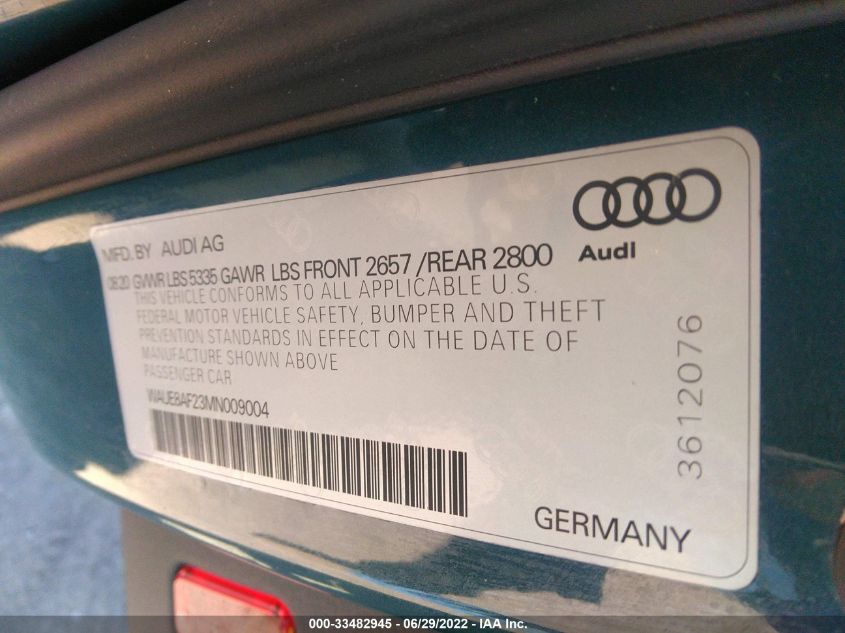 MFD. BY AUDI AG
08.20 GVWR LBS 5335 GAWR LBS FRONT 2657 / REAR 2800
THIS VEHICLE CONFORMS TO ALL APPLICABLE U.S.
FEDERAL MOTOR VEHICLE SAFETY, BUMPER AND THEFT
PREVENTION STANDARDS IN EFFECT ON THE DATE OF
MANUFACTURE SHOWN ABOVE
PASSENGER CAR
WAUE8AF23MN009004
Audi
3612076
GERMANY
000-33482945 - 06/29/2022 - IAA Inc.